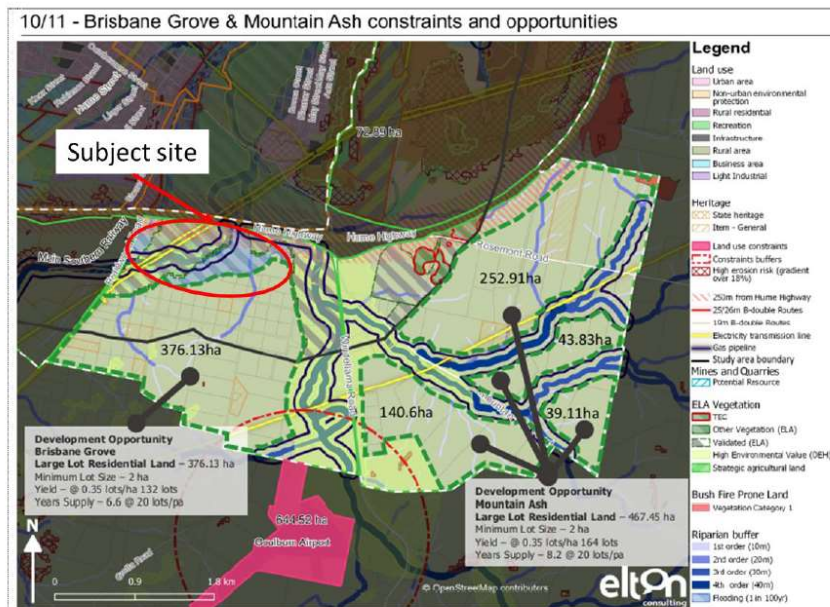 10/11 - Brisbane Grove & Mountain Ash constraints and opportunities
Subject site
72.89 ha
Hume Street
Main Southern Railway
Hume Highway
Rosemont Road
252.91ha
43.83ha
376.13ha
140.6ha
39.11ha
Development Opportunity
Brisbane Grove
Large Lot Residential Land – 376.13 ha
Minimum Lot Size – 2 ha
Yield – @ 0.35 lots/ha 132 lots
Years Supply – 6.6 @ 20 lots/pa
Development Opportunity
Mountain Ash
Large Lot Residential Land – 467.45 ha
Minimum Lot Size – 2 ha
Yield – @ 0.35 lots/ha 164 lots
Years Supply – 8.2 @ 20 lots/pa
644.52 ha
Goulburn Airport
N
0 0.9 1.8 km
© OpenStreetMap contributors
elton
consulting
Legend
Land use
Urban area
Non-urban environmental
protection
Rural residential
Recreation
Infrastructure
Rural area
Business area
Light Industrial
Heritage
State heritage
Item - General
Land use constraints
Constraints buffers
High erosion risk (gradient
over 18%)
250m from Hume Highway
25/26m B-double Routes
19m B-double Routes
Electricity transmission line
Gas pipeline
Study area boundary
Mines and Quarries
Potential Resource
ELA Vegetation
TEC
Other Vegetation (ELA)
Validated (ELA)
High Environmental Value (OEH)
Strategic agricultural land
Bush Fire Prone Land
Vegetation Category 1
Riparian buffer
1st order (10m)
2nd order (20m)
3rd order (30m)
4th order (40m)
Flooding (1 in 100yr)